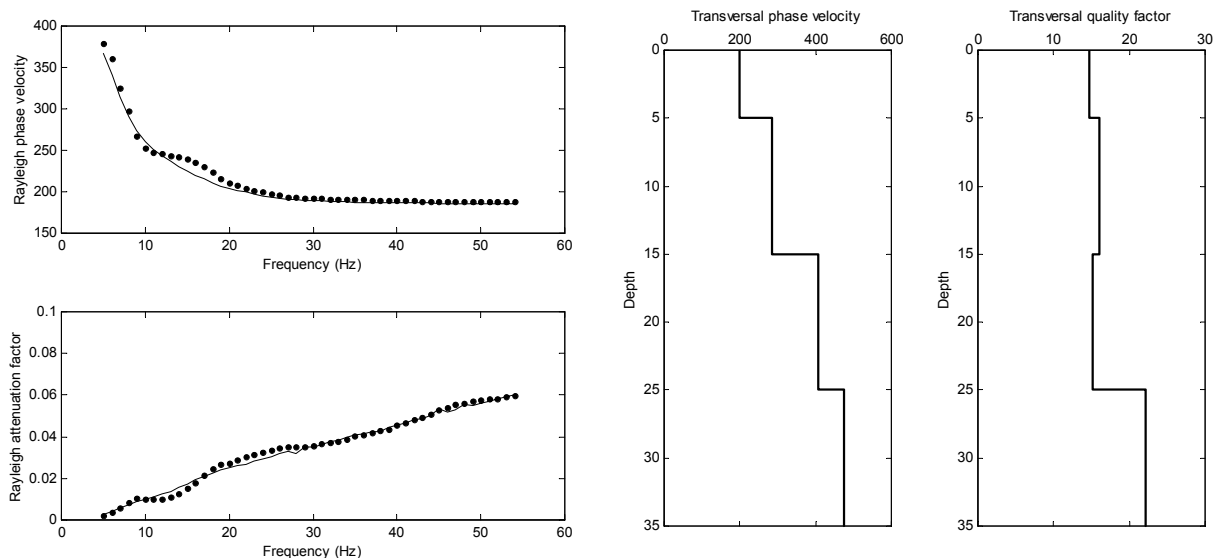 400
350
300
250
200
150
Rayleigh phase velocity
0 10 20 30 40 50 60
Frequency (Hz)
0.1
0.08
0.06
0.04
0.02
0
Rayleigh attenuation factor
0 10 20 30 40 50 60
Frequency (Hz)
Transversal phase velocity
0 200 400 600
0
5
10
15
20
25
30
35
Depth
Transversal quality factor
0 10 20 30
0
5
10
15
20
25
30
35
Depth